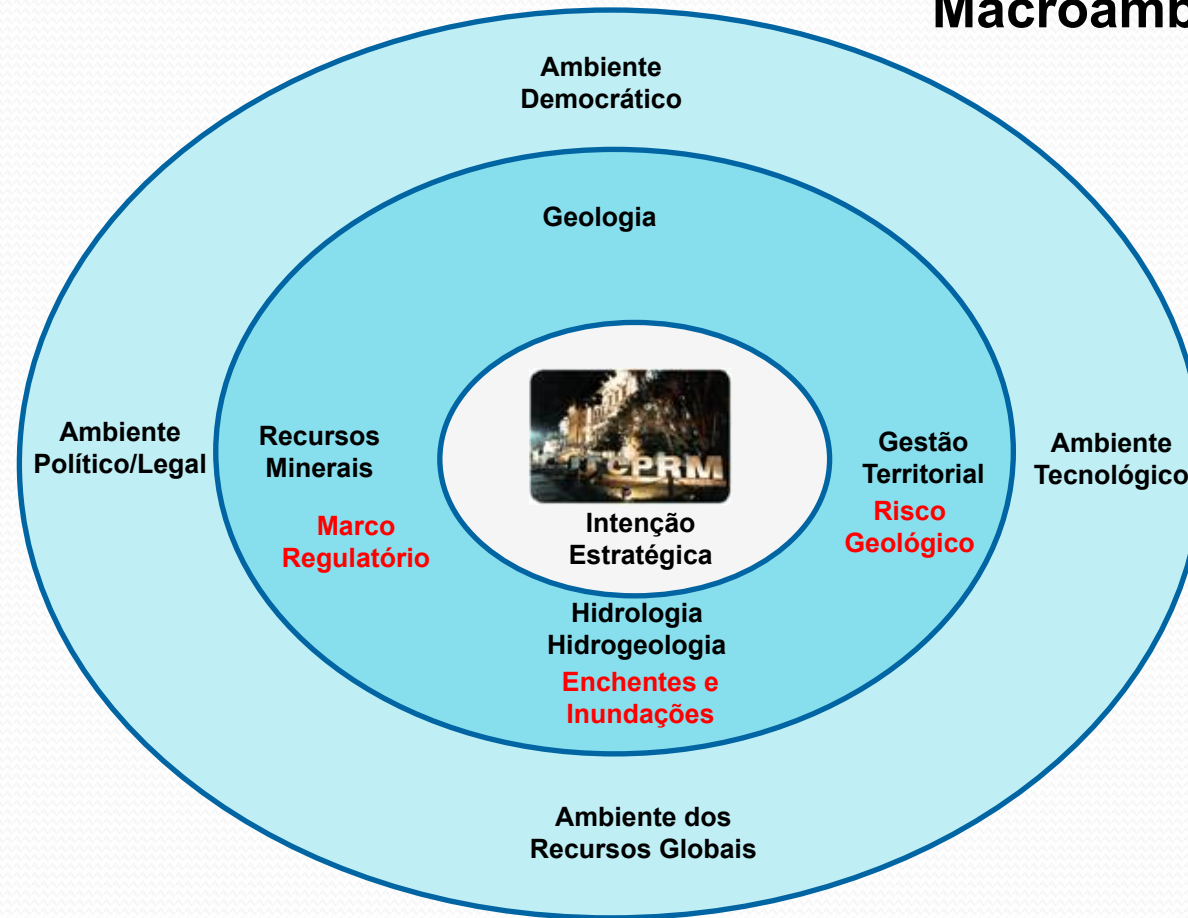 Macroamb
Ambiente
Democrático
Geologia
Ambiente
Político/Legal
Recursos
Minerais
Marco
Regulatório
CPRM
Intenção
Estratégica
Gestão
Territorial
Risco
Geológico
Ambiente
Tecnológico
Hidrologia
Hidrogeologia
Enchentes e
Inundações
Ambiente dos
Recursos Globais